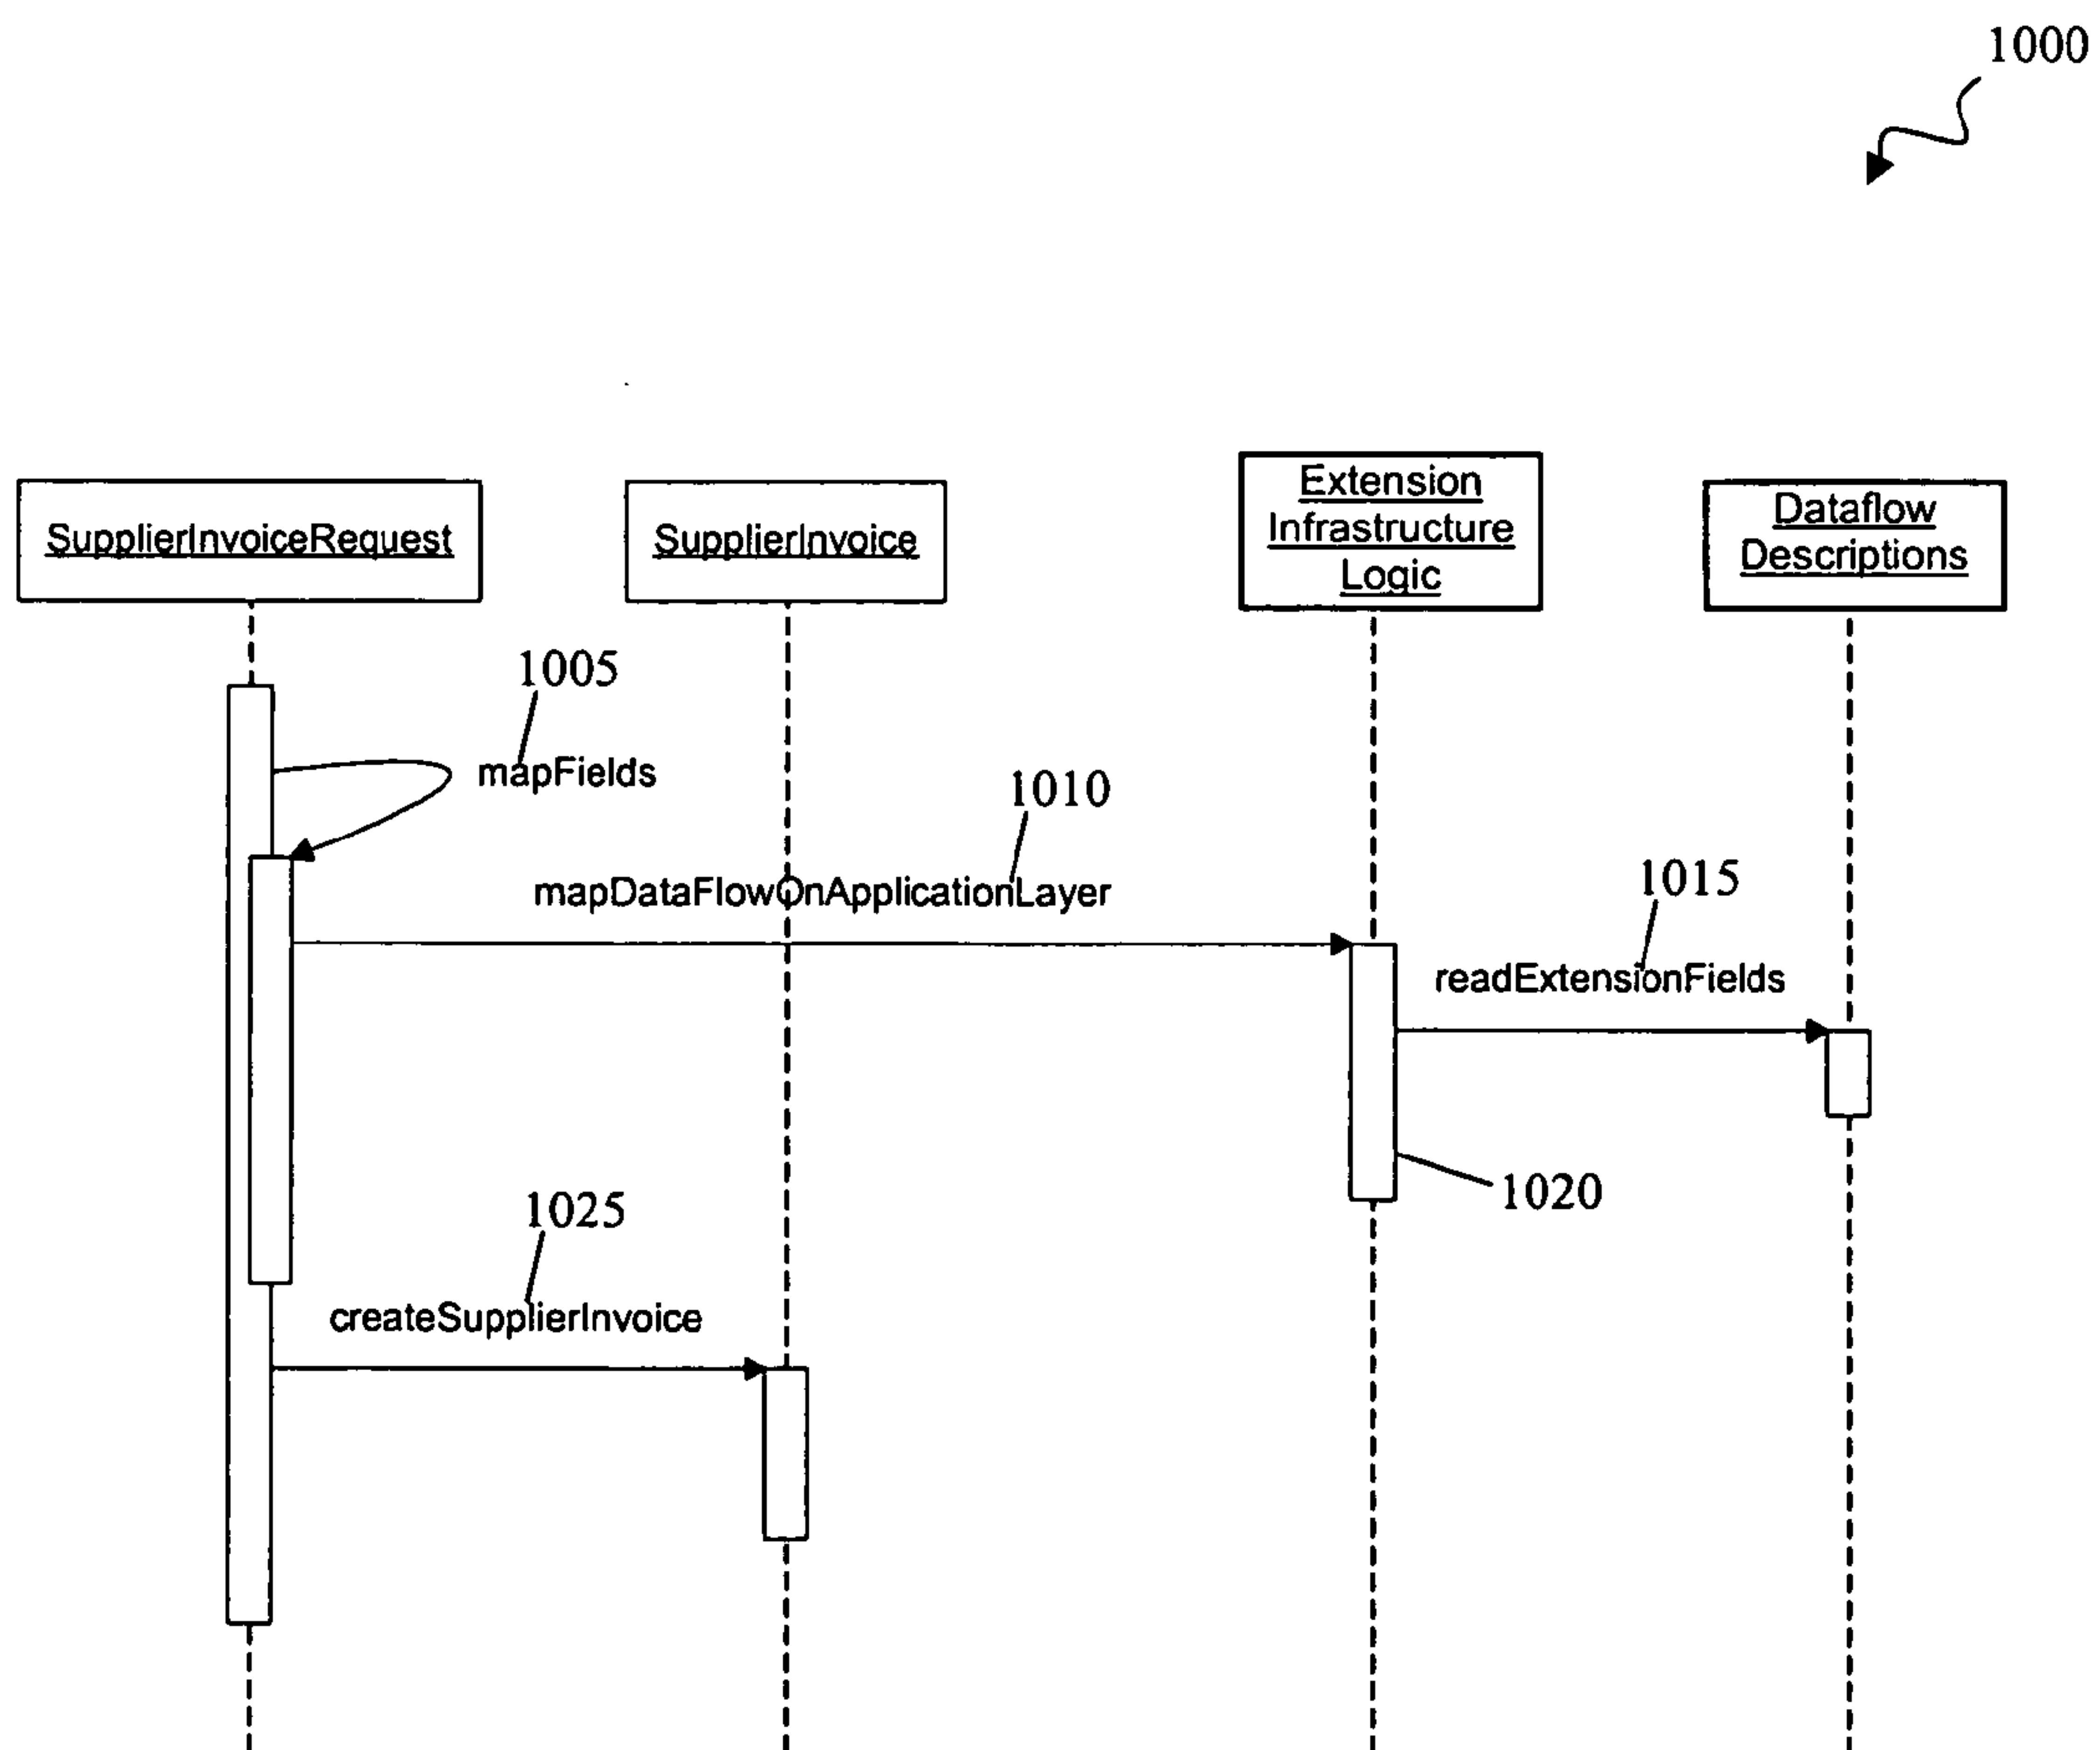 1000
SupplierInvoiceRequest
SupplierInvoice
Extension
Infrastructure
Logic
Dataflow
Descriptions
1005
mapFields
1010
mapDataFlowOnApplicationLayer
1015
readExtensionFields
1020
1025
createSupplierInvoice